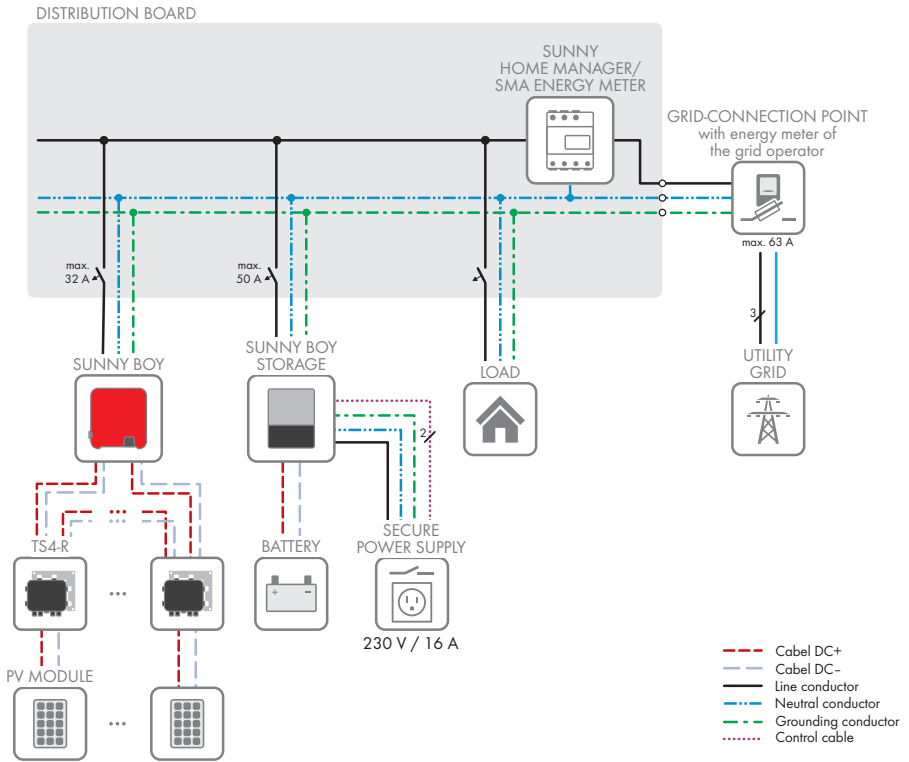 DISTRIBUTION BOARD
SUNNY
HOME MANAGER/
SMA ENERGY METER
GRID-CONNECTION POINT
with energy meter of
the grid operator
max. 63 A
max.
32 A
max.
50 A
3
SUNNY BOY
SUNNY BOY
STORAGE
LOAD
UTILITY
GRID
2
TS4-R
...
...
BATTERY
+ −
SECURE
POWER SUPPLY
230 V / 16 A
PV MODULE
...
Cabel DC+
Cabel DC–
Line conductor
Neutral conductor
Grounding conductor
Control cable